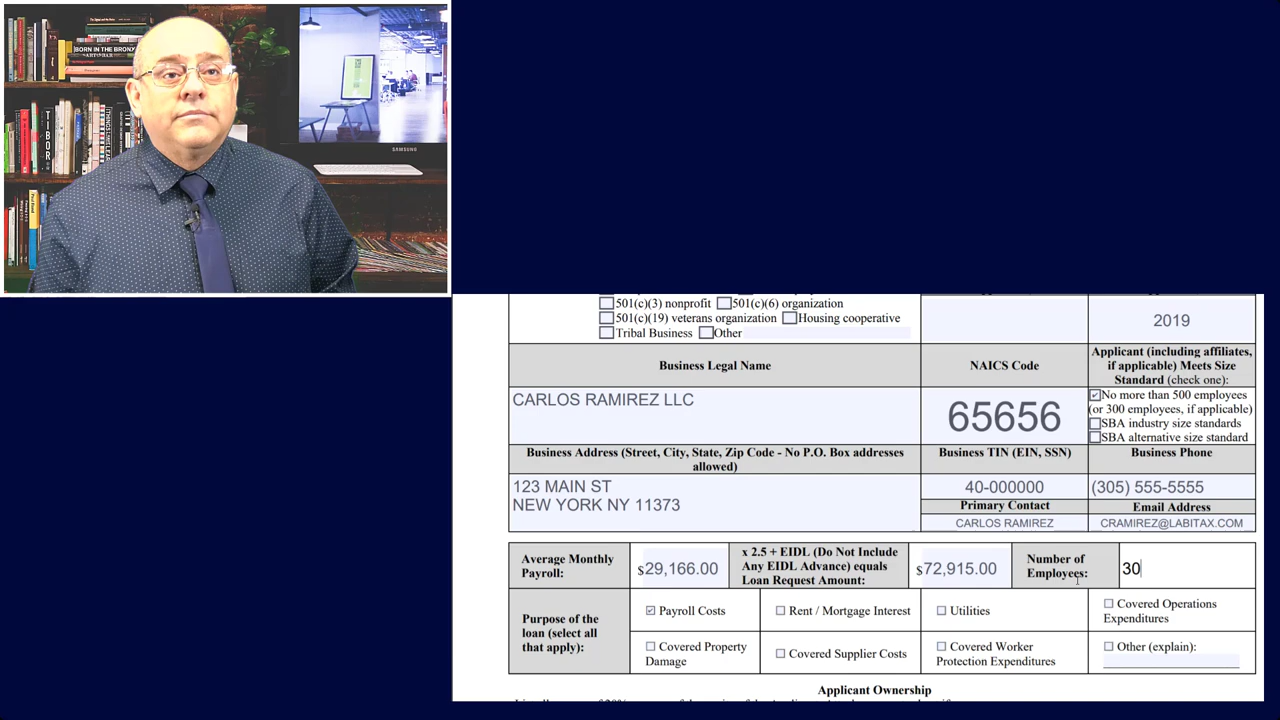 BORN IN THE BRONX
TIBOR
SAMSUNG
501(c)(3) nonprofit 501(c)(6) organization
501(c)(19) veterans organization Housing cooperative
Tribal Business Other
2019
Business Legal Name
NAICS Code
Applicant (including affiliates,
if applicable) Meets Size
Standard (check one):
CARLOS RAMIREZ LLC
65656
No more than 500 employees
(or 300 employees, if applicable)
SBA industry size standards
SBA alternative size standard
Business Address (Street, City, State, Zip Code - No P.O. Box addresses
allowed)
Business TIN (EIN, SSN)
Business Phone
123 MAIN ST
NEW YORK NY 11373
40-000000
(305) 555-5555
Primary Contact
Email Address
CARLOS RAMIREZ
CRAMIREZ@LABITAX.COM
Average Monthly
Payroll:
$29,166.00
x 2.5 + EIDL (Do Not Include
Any EIDL Advance) equals
Loan Request Amount:
$72,915.00
Number of
Employees:
30
Purpose of the
loan (select all
that apply):
Payroll Costs
Rent / Mortgage Interest
Utilities
Covered Operations
Expenditures
Covered Property
Damage
Covered Supplier Costs
Covered Worker
Protection Expenditures
Other (explain):
Applicant Ownership